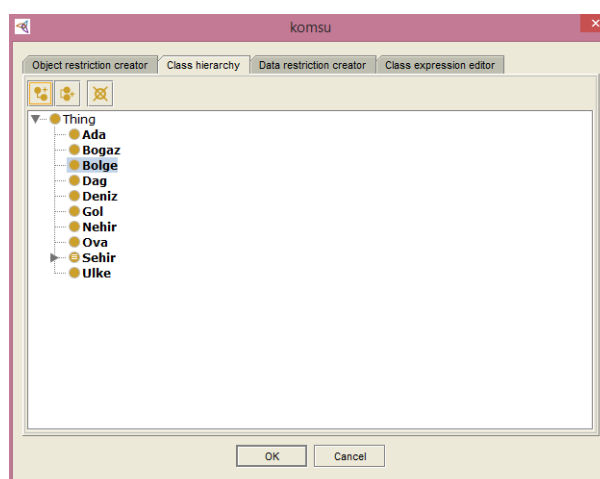 komsu
Object restriction creator Class hierarchy Data restriction creator Class expression editor
Thing
Ada
Bogaz
Bolge
Dag
Deniz
Gol
Nehir
Ova
Sehir
Ulke
OK Cancel